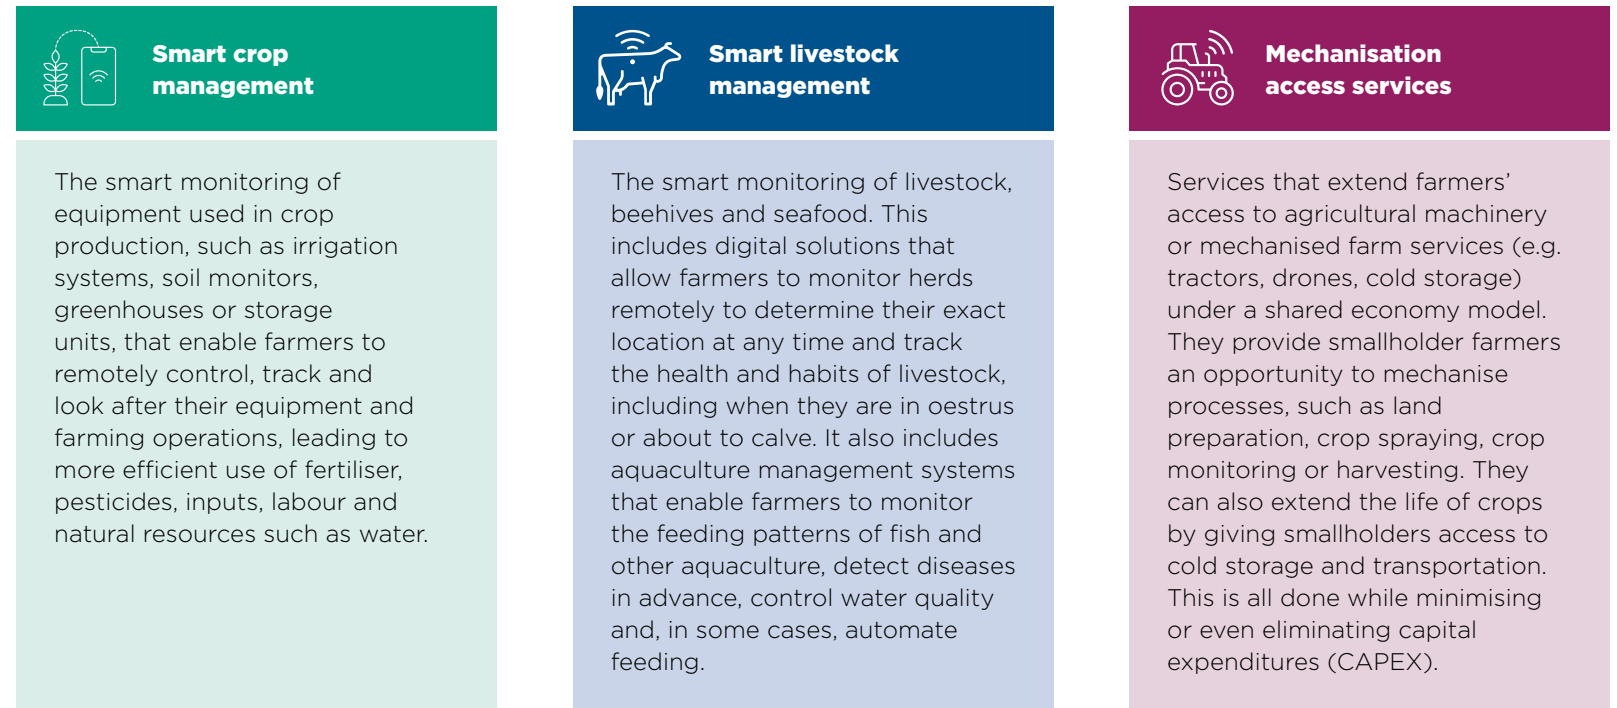 Smart crop
management
The smart monitoring of
equipment used in crop
production, such as irrigation
systems, soil monitors,
greenhouses or storage
units, that enable farmers to
remotely control, track and
look after their equipment and
farming operations, leading to
more efficient use of fertiliser,
pesticides, inputs, labour and
natural resources such as water.
Smart livestock
management
The smart monitoring of livestock,
beehives and seafood. This
includes digital solutions that
allow farmers to monitor herds
remotely to determine their exact
location at any time and track
the health and habits of livestock,
including when they are in oestrus
or about to calve. It also includes
aquaculture management systems
that enable farmers to monitor
the feeding patterns of fish and
other aquaculture, detect diseases
in advance, control water quality
and, in some cases, automate
feeding.
Mechanisation
access services
Services that extend farmers’
access to agricultural machinery
or mechanised farm services (e.g.
tractors, drones, cold storage)
under a shared economy model.
They provide smallholder farmers
an opportunity to mechanise
processes, such as land
preparation, crop spraying, crop
monitoring or harvesting. They
can also extend the life of crops
by giving smallholders access to
cold storage and transportation.
This is all done while minimising
or even eliminating capital
expenditures (CAPEX).